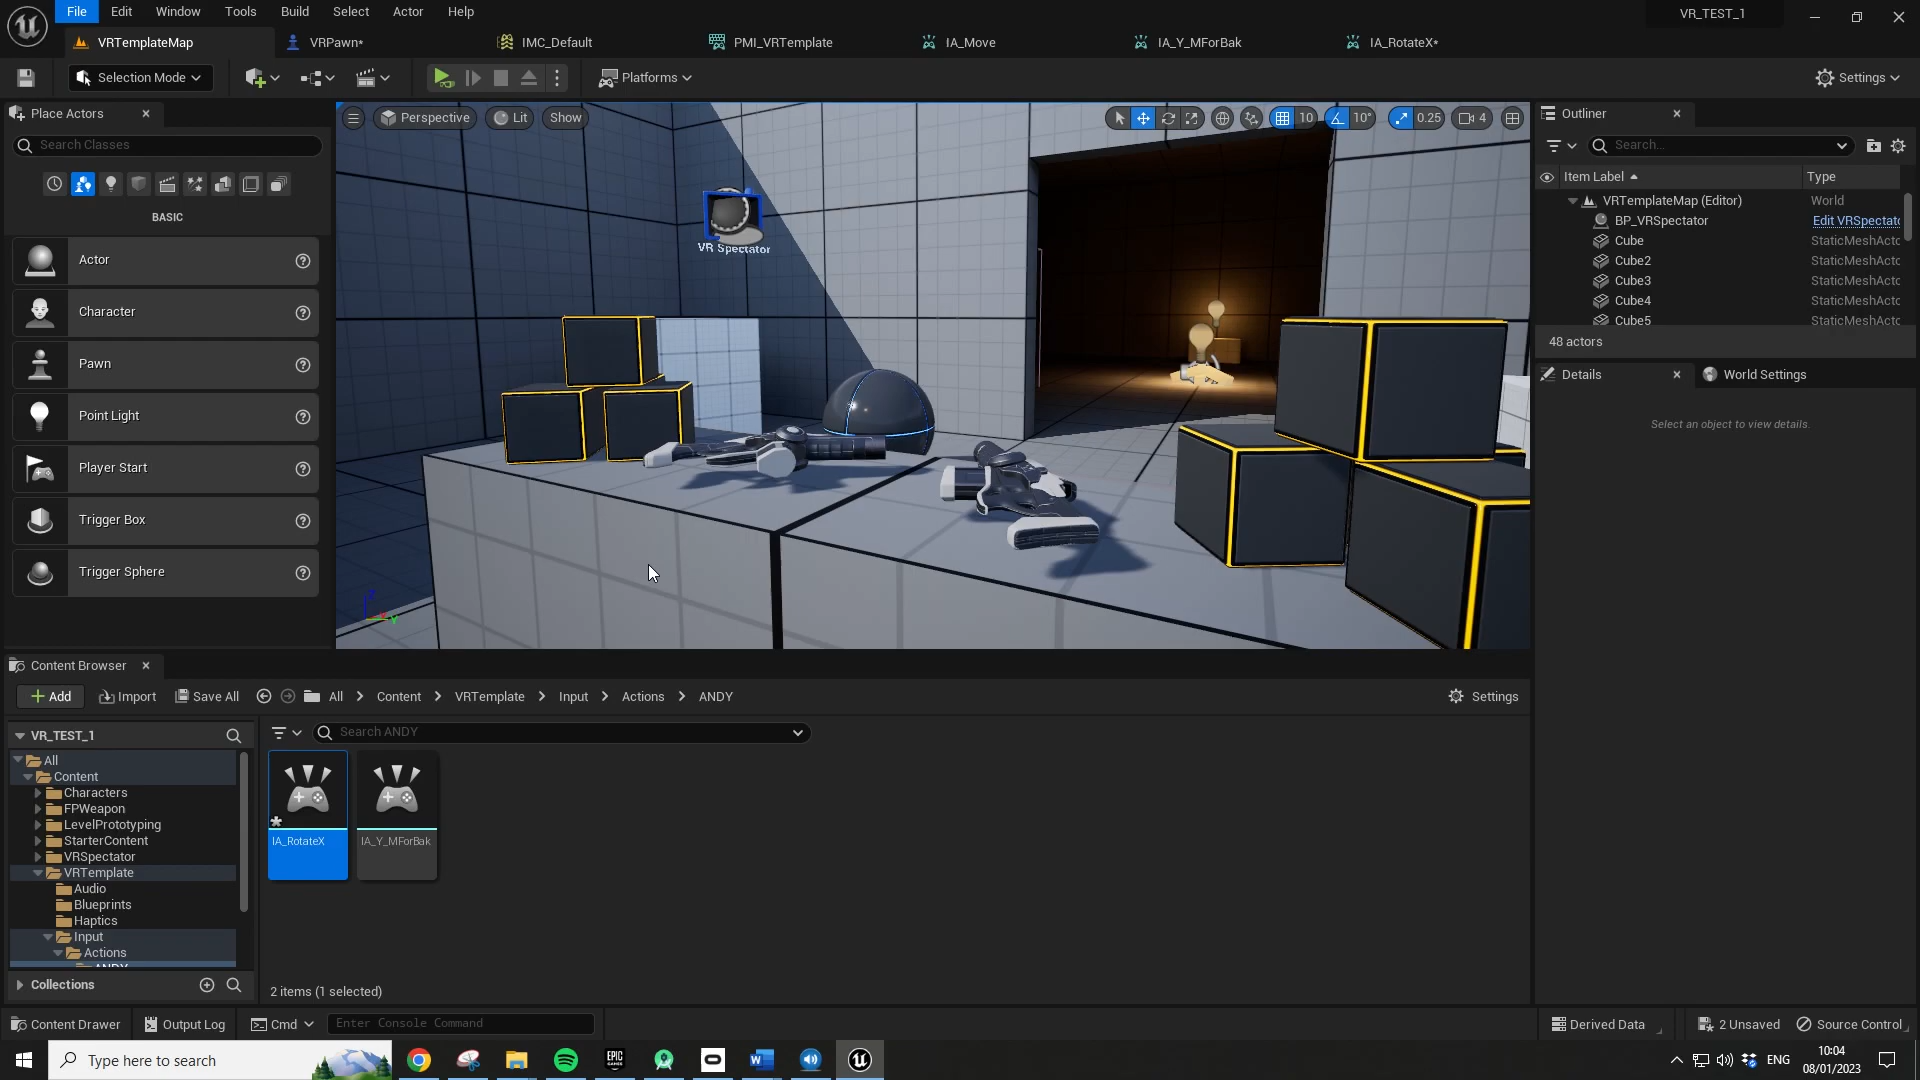 File Edit Window Tools Build Select Actor Help
VR_TEST_1
VRTemplateMap VRPawn* IMC_Default PMI_VRTemplate IA_Move IA_Y_MForBak IA_RotateX*
Selection Mode Platforms Settings
Place Actors
Search Classes
BASIC
Actor
Character
Pawn
Point Light
Player Start
Trigger Box
Trigger Sphere
Perspective Lit Show
10 10° 0.25 4
VR Spectator
Z
Y
Outliner
Search...
Item Label Type
VRTemplateMap (Editor) World
BP_VRSpectator Edit VRSpectato
Cube StaticMeshActo
Cube2 StaticMeshActo
Cube3 StaticMeshActo
Cube4 StaticMeshActo
Cube5 StaticMeshActo
48 actors
Details World Settings
Select an object to view details.
Content Browser
Add Import Save All All Content VRTemplate Input Actions ANDY Settings
VR_TEST_1
Search ANDY
All
Content
Characters
FPWeapon
LevelPrototyping
StarterContent
VRSpectator
VRTemplate
Audio
Blueprints
Haptics
Input
Actions
ANDY
Collections
IA_RotateX IA_Y_MForBak
2 items (1 selected)
Content Drawer Output Log Cmd Enter Console Command Derived Data 2 Unsaved Source Control
Type here to search
EPIC GAMES
ENG
10:04
08/01/2023